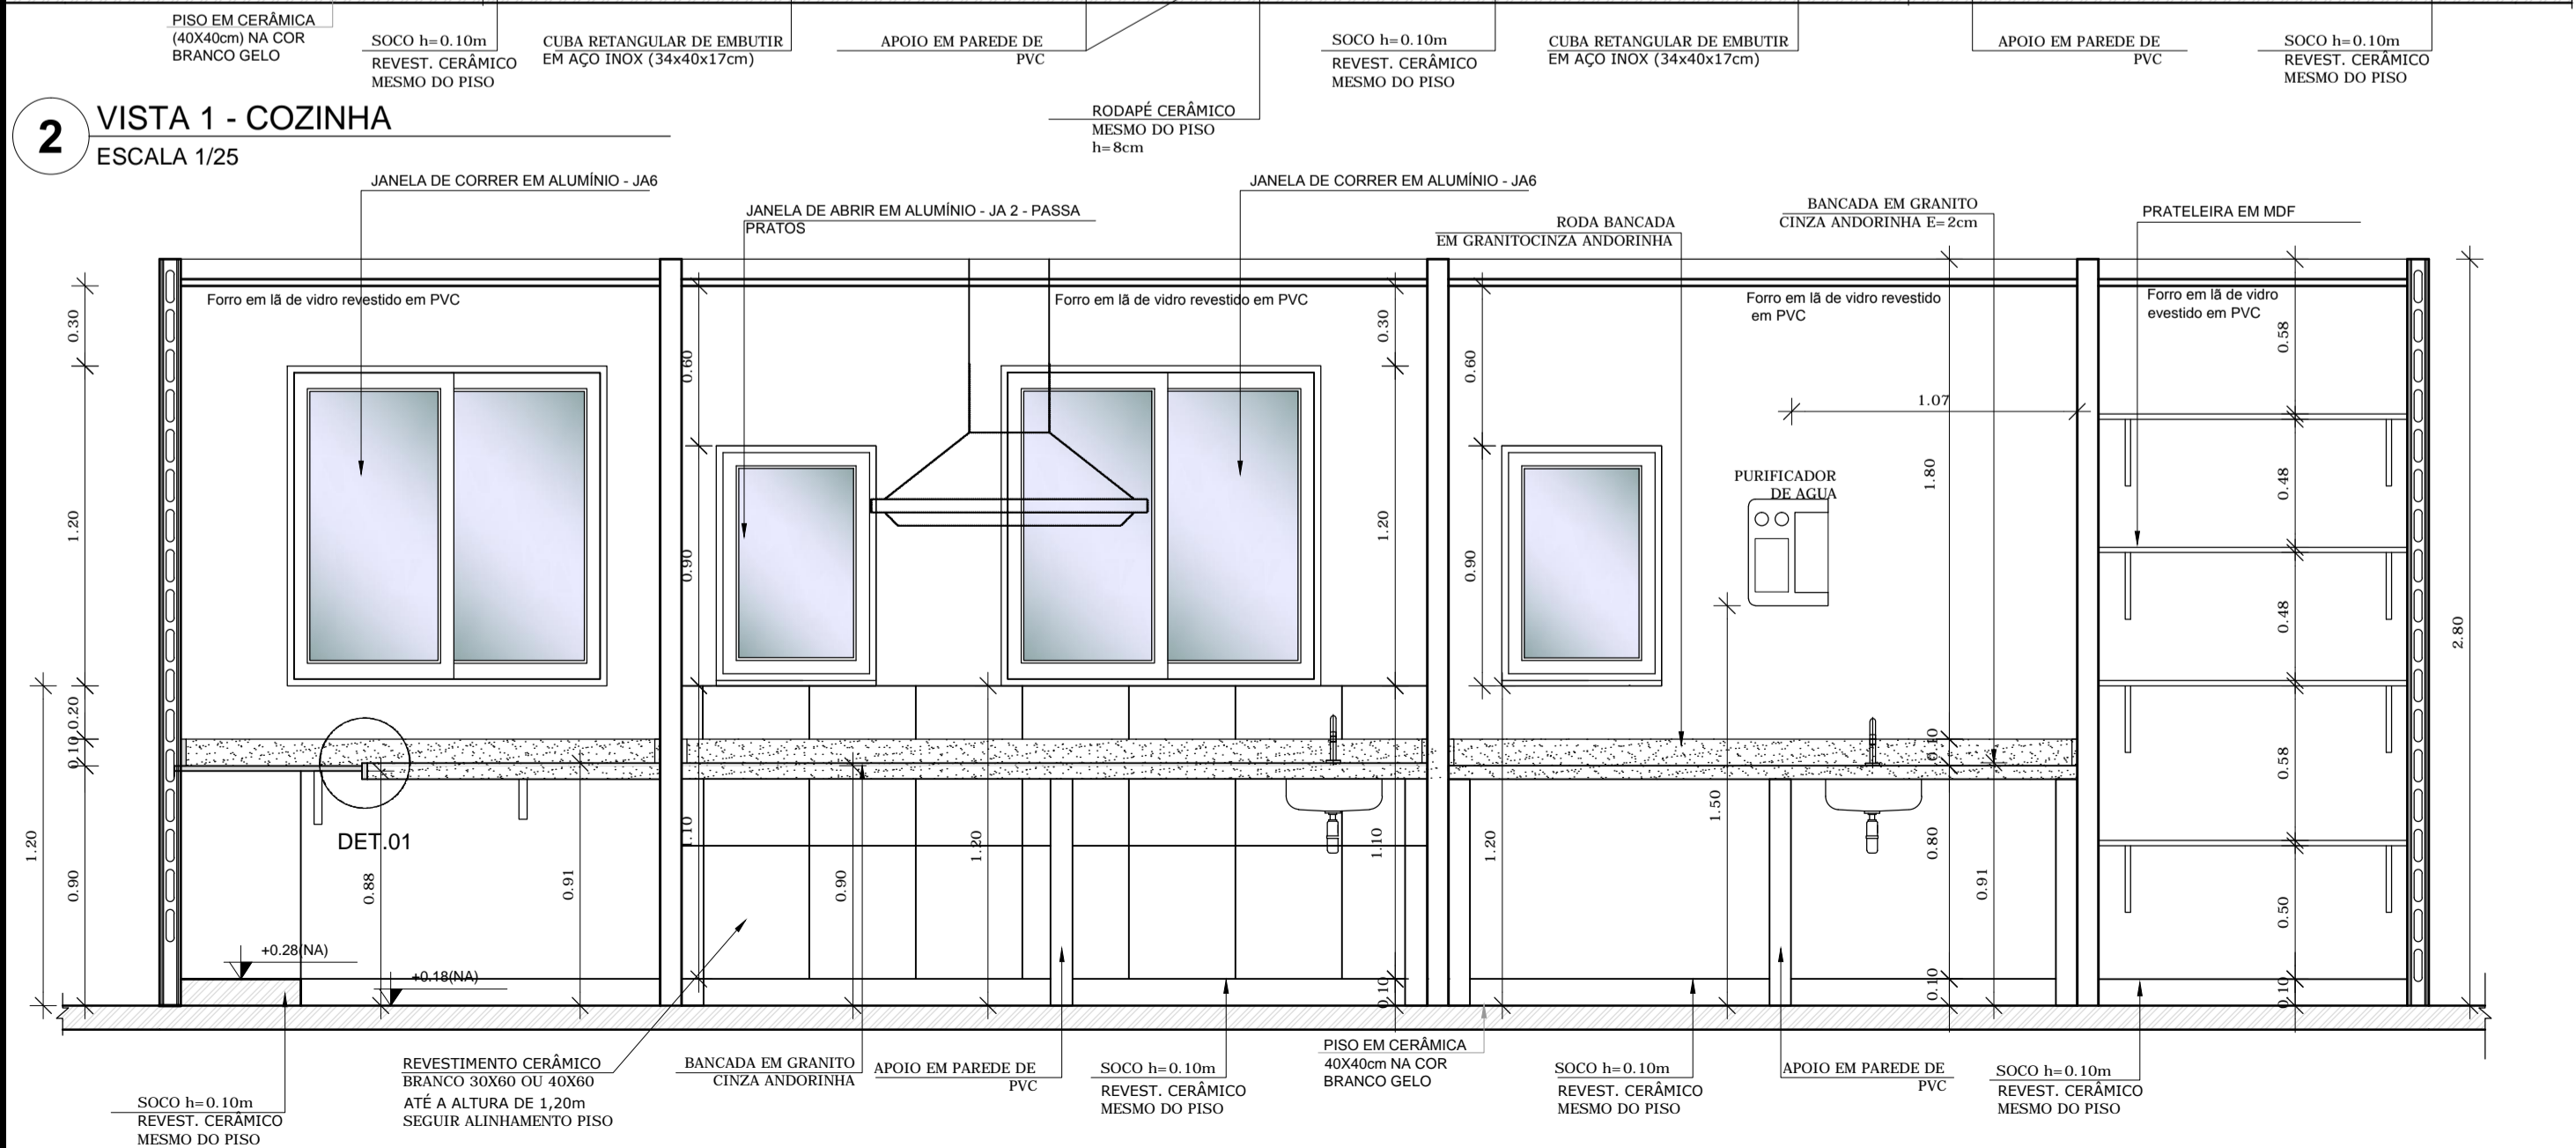 PISO EM CERÂMICA
(40X40cm) NA COR
BRANCO GELO
SOCO h=0.10m
REVEST. CERÂMICO
MESMO DO PISO
CUBA RETANGULAR DE EMBUTIR
EM AÇO INOX (34x40x17cm)
APOIO EM PAREDE DE
PVC
RODAPÉ CERÂMICO
MESMO DO PISO
h=8cm
SOCO h=0.10m
REVEST. CERÂMICO
MESMO DO PISO
CUBA RETANGULAR DE EMBUTIR
EM AÇO INOX (34x40x17cm)
APOIO EM PAREDE DE
PVC
SOCO h=0.10m
REVEST. CERÂMICO
MESMO DO PISO
2
VISTA 1 - COZINHA
ESCALA 1/25
JANELA DE CORRER EM ALUMÍNIO - JA6
JANELA DE ABRIR EM ALUMÍNIO - JA 2 - PASSA
PRATOS
JANELA DE CORRER EM ALUMÍNIO - JA6
RODA BANCADA
EM GRANITOCINZA ANDORINHA
BANCADA EM GRANITO
CINZA ANDORINHA E=2cm
PRATELEIRA EM MDF
Forro em lã de vidro revestido em PVC
Forro em lã de vidro revestido em PVC
Forro em lã de vidro revestido
em PVC
Forro em lã de vidro
evestido em PVC
0.30
1.20
0.20
0.10
0.90
1.20
0.60
0.90
1.10
0.30
1.20
1.10
0.10
0.60
0.90
1.20
1.07
PURIFICADOR
DE AGUA
1.80
0.10
0.80
0.10
1.50
0.91
0.58
0.48
0.48
0.58
0.50
0.10
2.80
DET.01
0.88
0.91
0.90
1.20
+0.28(NA)
+0.18(NA)
SOCO h=0.10m
REVEST. CERÂMICO
MESMO DO PISO
REVESTIMENTO CERÂMICO
BRANCO 30X60 OU 40X60
ATÉ A ALTURA DE 1,20m
SEGUIR ALINHAMENTO PISO
BANCADA EM GRANITO
CINZA ANDORINHA
APOIO EM PAREDE DE
PVC
SOCO h=0.10m
REVEST. CERÂMICO
MESMO DO PISO
PISO EM CERÂMICA
40X40cm NA COR
BRANCO GELO
SOCO h=0.10m
REVEST. CERÂMICO
MESMO DO PISO
APOIO EM PAREDE DE
PVC
SOCO h=0.10m
REVEST. CERÂMICO
MESMO DO PISO